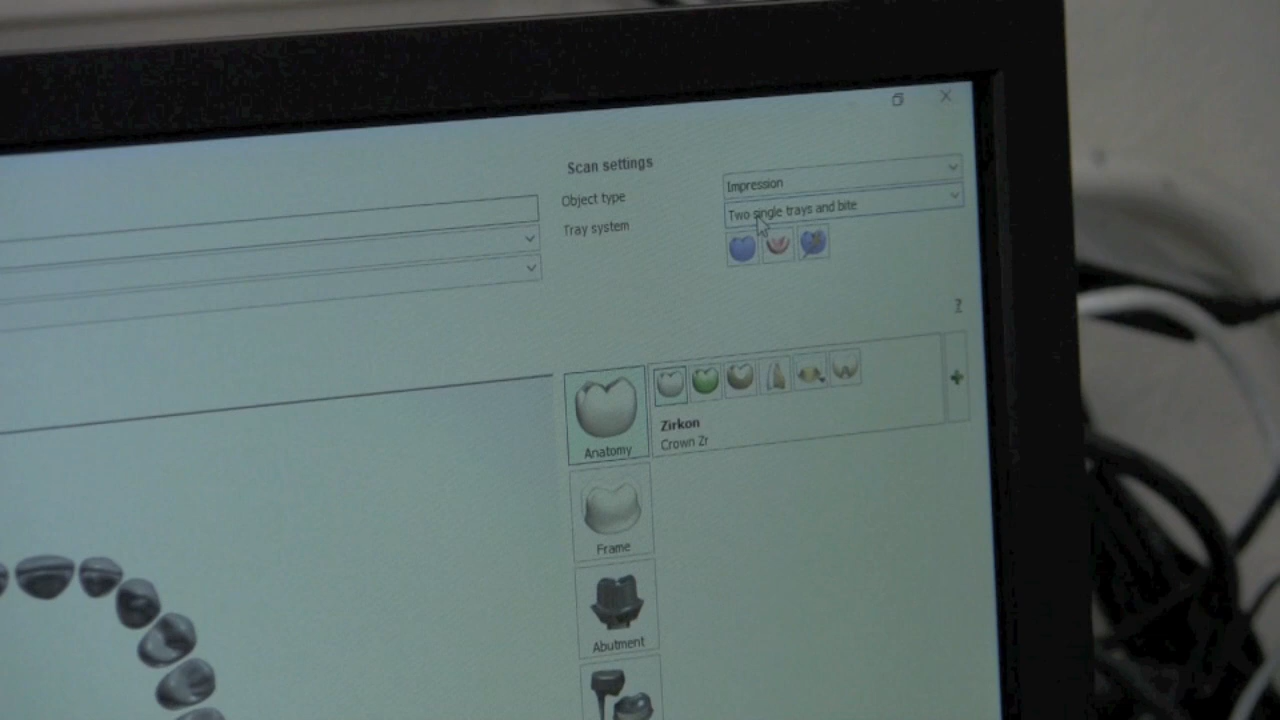 Scan settings
Object type
Impression
Tray system
Two single trays and bite
?
Anatomy
Zirkon
Crown Zr
Frame
Abutment